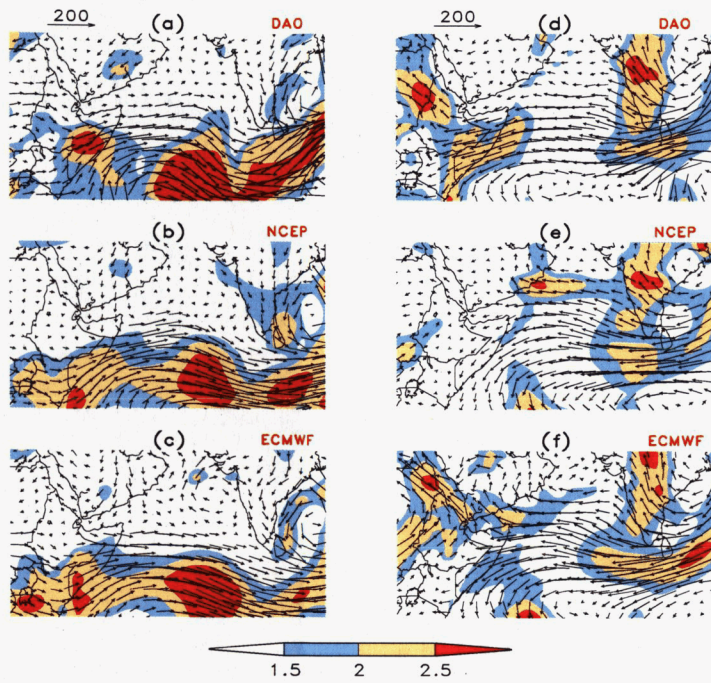 200 (a) DAO
200 (d) DAO
(b) NCEP
(e) NCEP
(c) ECMWF
(f) ECMWF
1.5 2 2.5